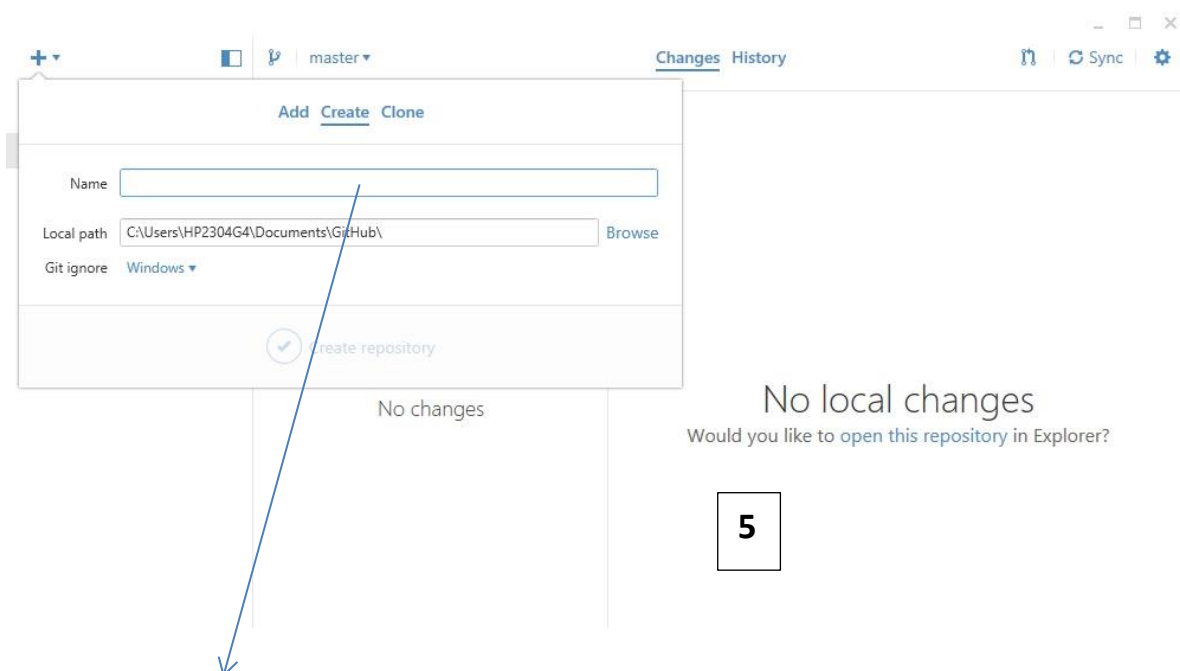 master
Changes History
Sync
Add Create Clone
Name
Local path C:\Users\HP2304G4\Documents\GitHub\ Browse
Git ignore Windows
Create repository
No changes
No local changes
Would you like to open this repository in Explorer?
5